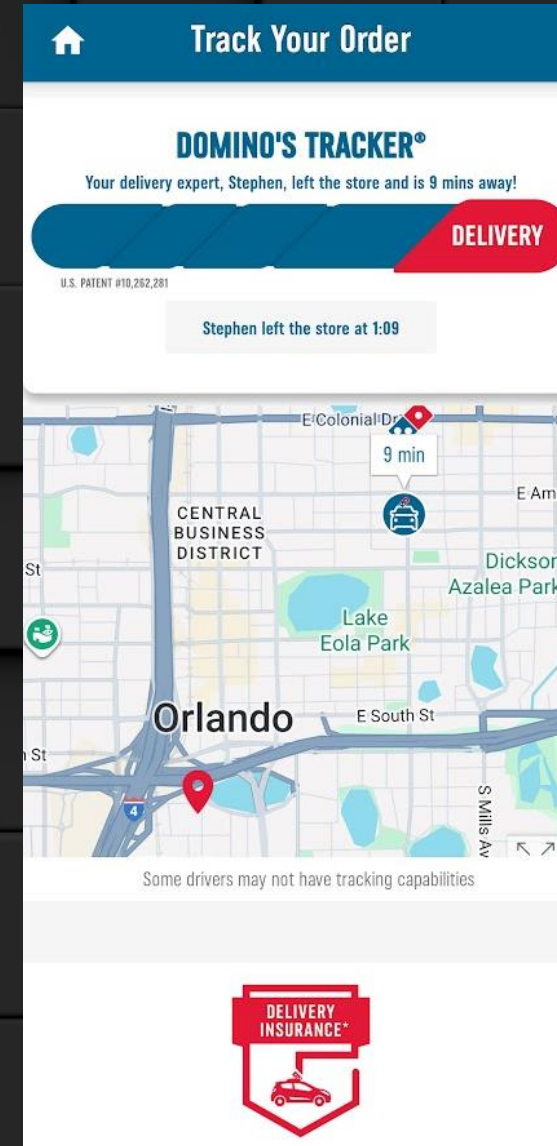 Track Your Order
DOMINO'S TRACKER®
Your delivery expert, Stephen, left the store and is 9 mins away!
DELIVERY
U.S. PATENT #10,262,281
Stephen left the store at 1:09
E Colonial Dr
9 min
E Am
CENTRAL
BUSINESS
DISTRICT
St
Dickson
Azalea Park
Lake
Eola Park
Orlando
E South St
St
4
S Mills Av
Some drivers may not have tracking capabilities
DELIVERY
INSURANCE*